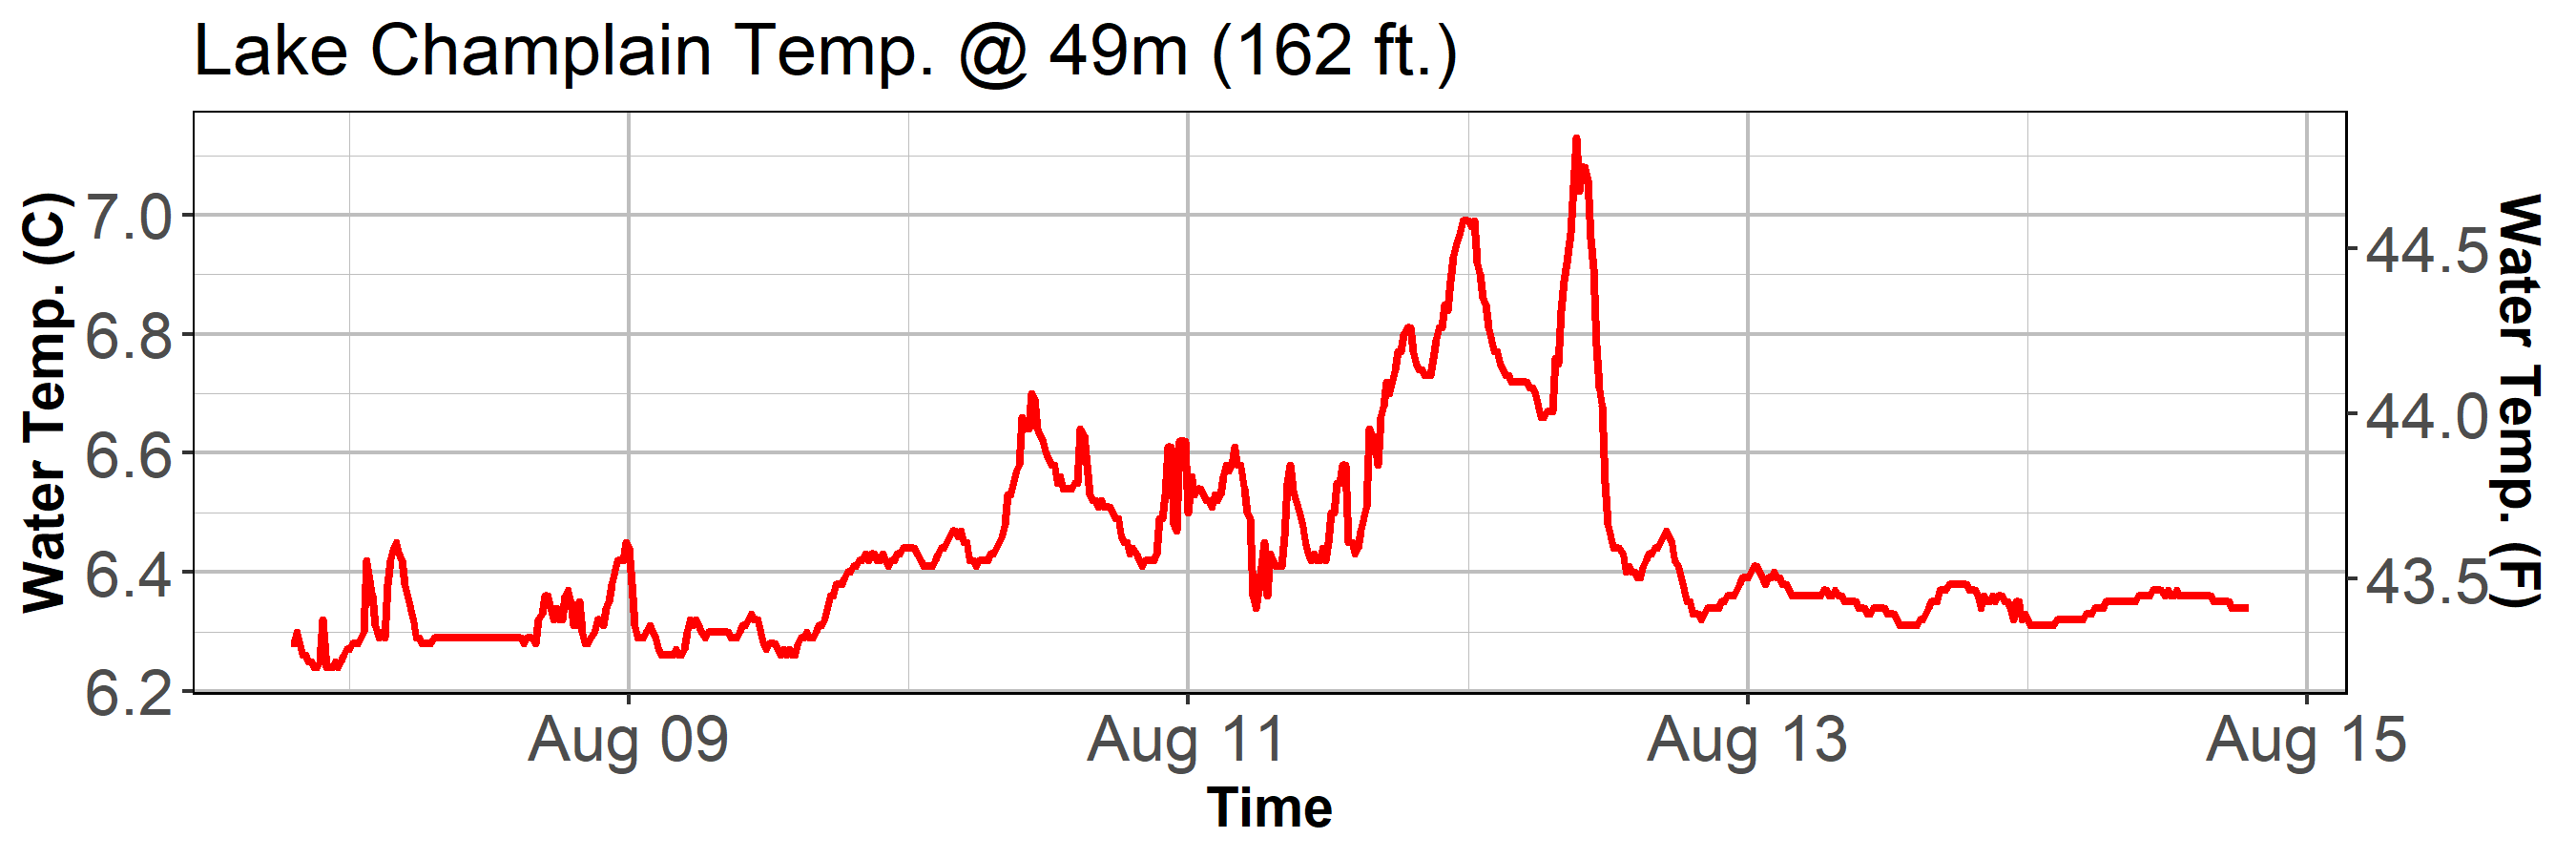 Lake Champlain Temp. @ 49m (162 ft.)
Water Temp. (C)
7.0
6.8
6.6
6.4
6.2
44.5
44.0
43.5
Water Temp. (F)
Aug 09
Aug 11
Aug 13
Aug 15
Time